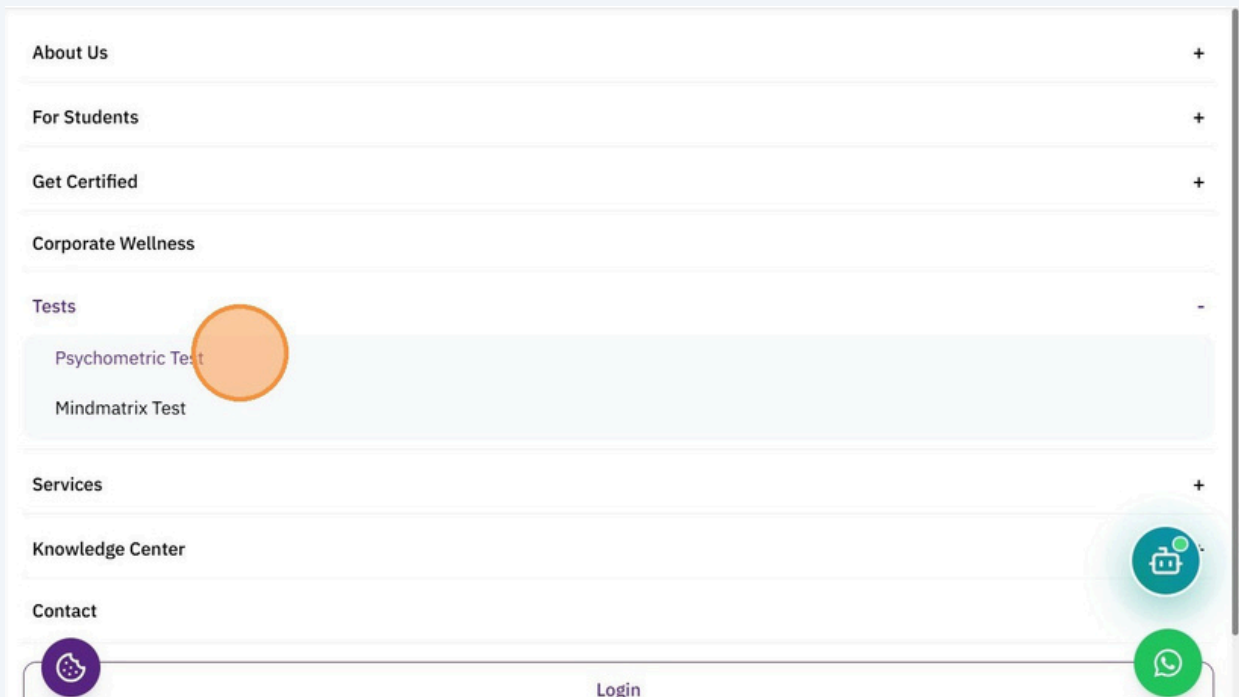 About Us +
For Students +
Get Certified +
Corporate Wellness
Tests -
Psychometric Test
Mindmatrix Test
Services +
Knowledge Center
Contact
Login